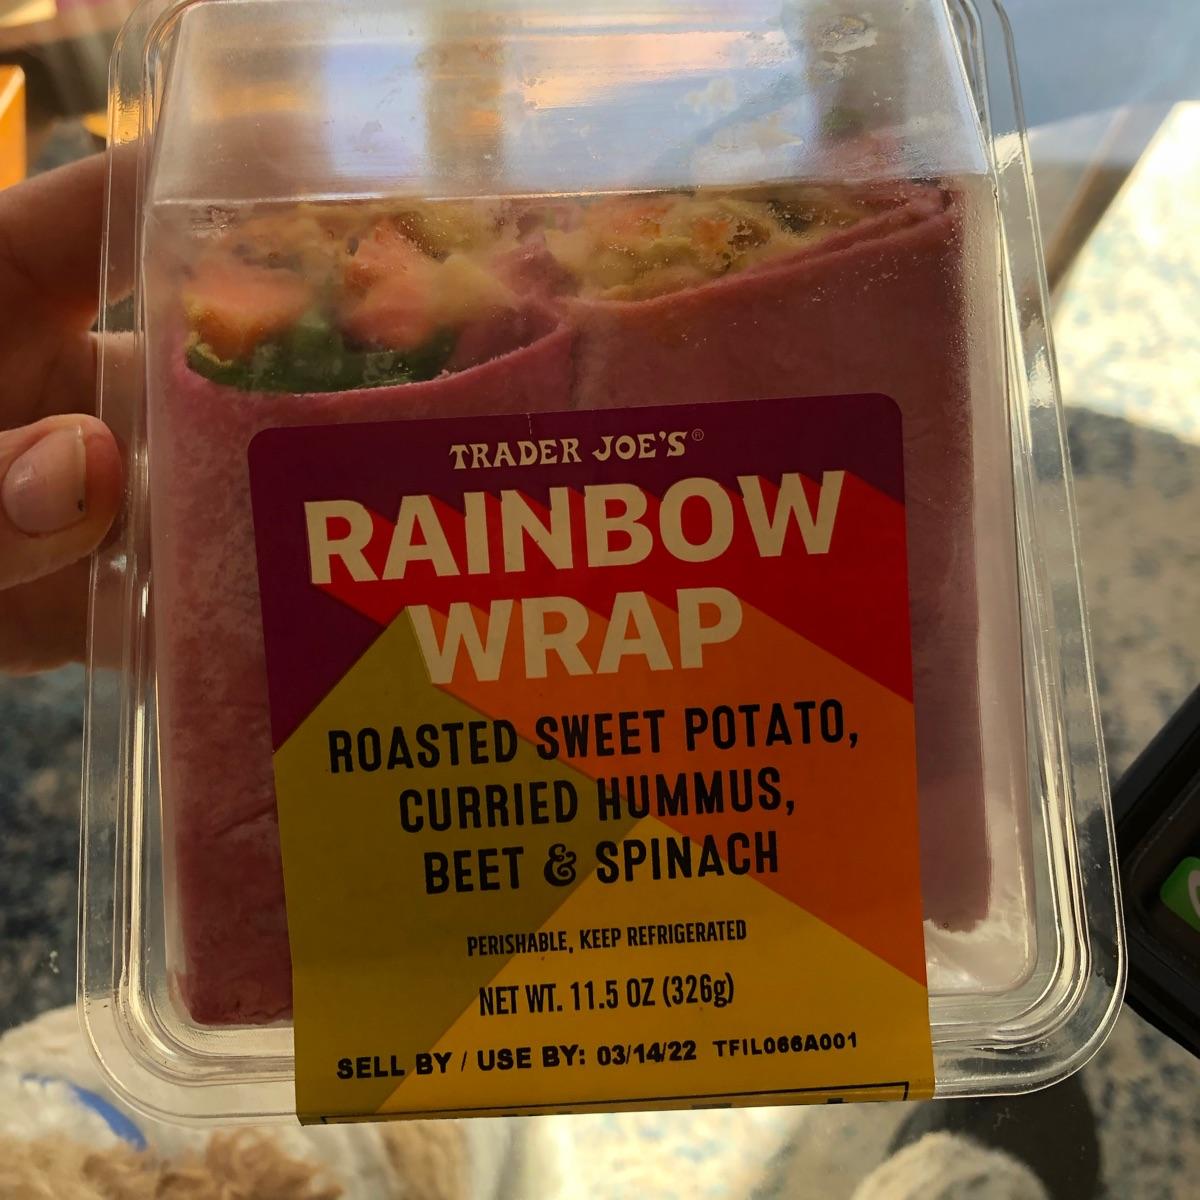 TRADER JOE'S®
RAINBOW
WRAP
ROASTED SWEET POTATO,
CURRIED HUMMUS,
BEET & SPINACH
PERISHABLE, KEEP REFRIGERATED
NET WT. 11.5 OZ (326g)
SELL BY / USE BY: 03/14/22 TFIL066A001